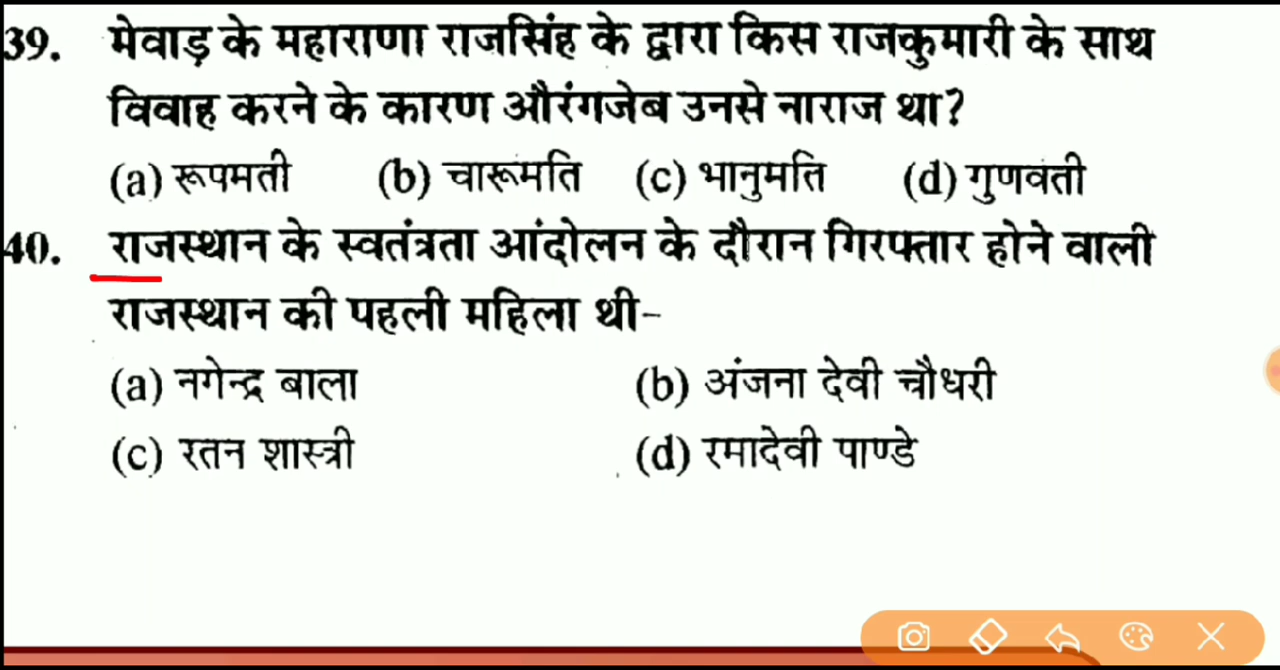 39. मेवाड़ के महाराणा राजसिंह के द्वारा किस राजकुमारी के साथ
विवाह करने के कारण औरंगजेब उनसे नाराज था?
(a) रूपमती (b) चारूमति (c) भानुमति (d) गुणवंती
40. राजस्थान के स्वतंत्रता आंदोलन के दौरान गिरफ्तार होने वाली
राजस्थान की पहली महिला थी-
(a) नगेन्द्र बाला (b) अंजना देवी चौधरी
(c) रतन शास्त्री (d) रमादेवी पाण्डे